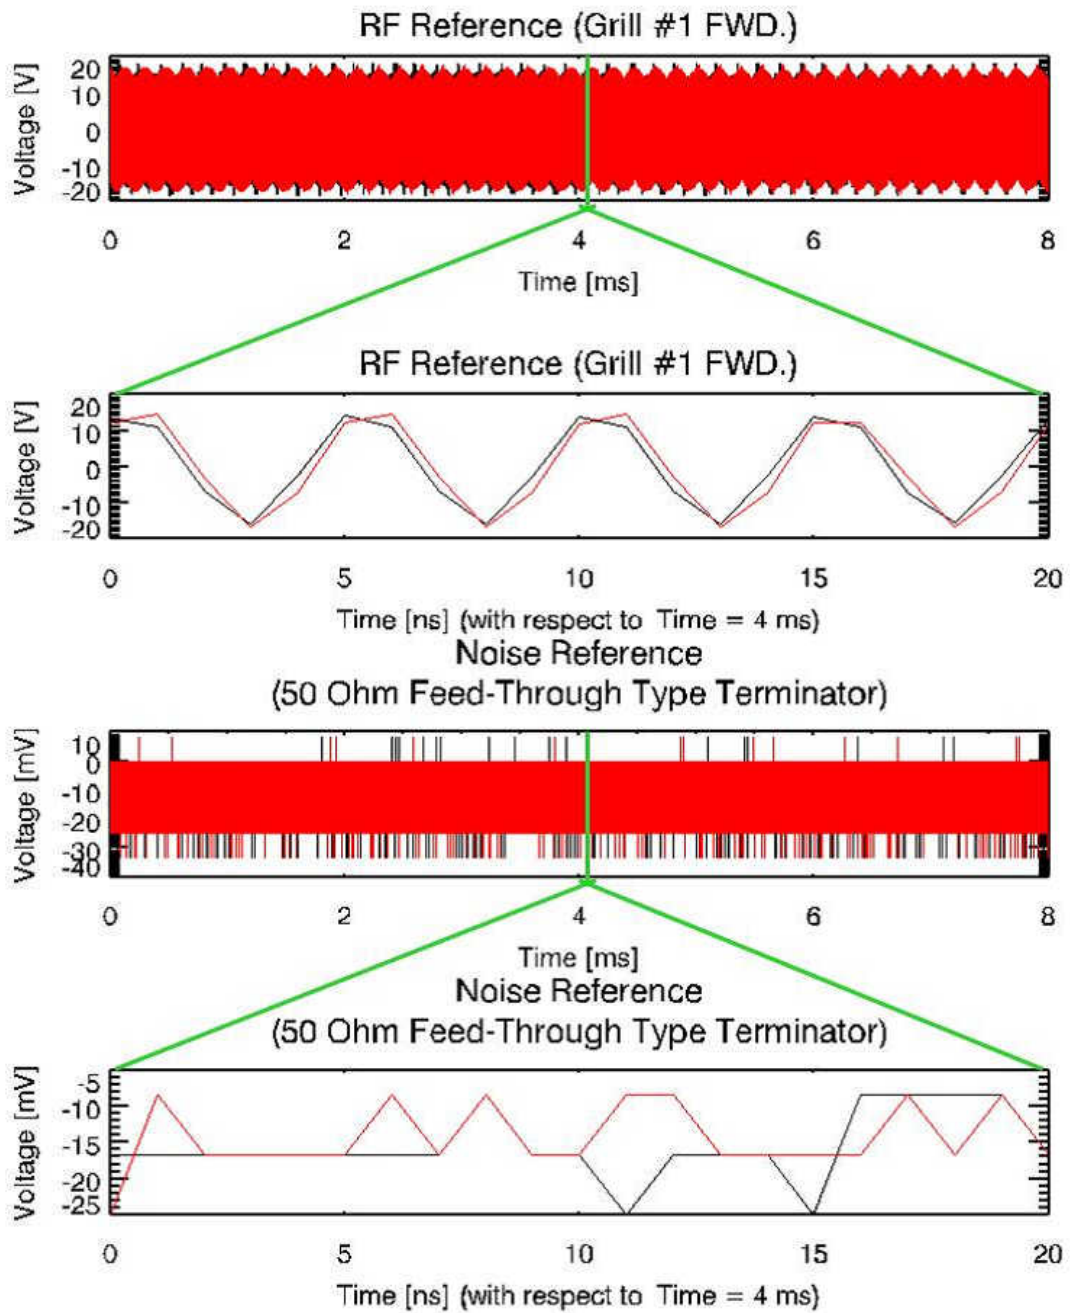 RF Reference (Grill #1 FWD.)
Voltage [V]
20
10
0
-10
-20
0 2 4 6 8
Time [ms]
RF Reference (Grill #1 FWD.)
Voltage [V]
20
10
0
-10
-20
0 5 10 15 20
Time [ns] (with respect to Time = 4 ms)
Noise Reference
(50 Ohm Feed-Through Type Terminator)
Voltage [mV]
10
0
-10
-20
-30
-40
0 2 4 6 8
Time [ms]
Noise Reference
(50 Ohm Feed-Through Type Terminator)
Voltage [mV]
-5
-10
-15
-20
-25
0 5 10 15 20
Time [ns] (with respect to Time = 4 ms)